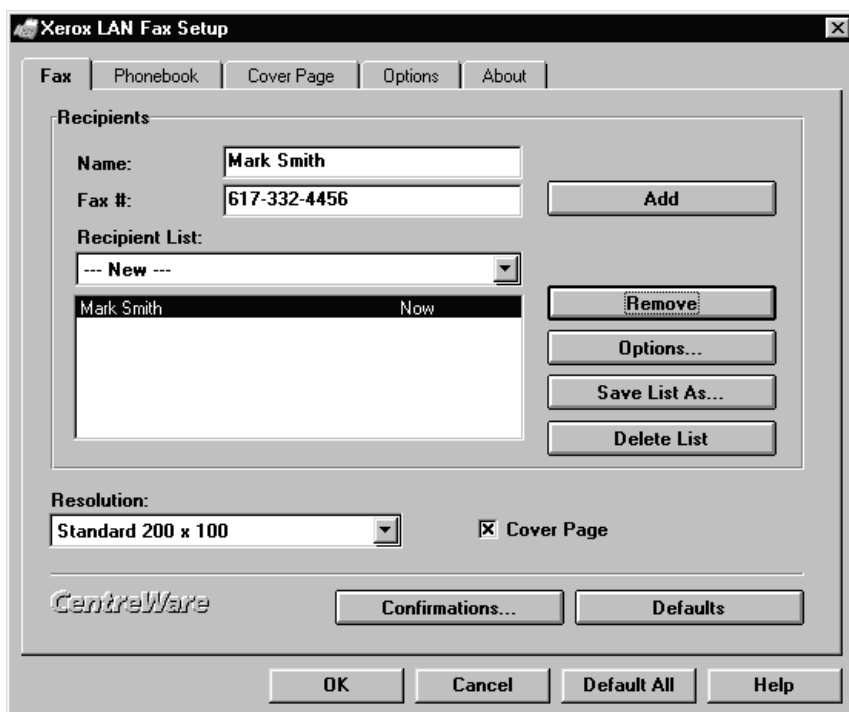 Xerox LAN Fax Setup
Fax Phonebook Cover Page Options About
Recipients
Name: Mark Smith
Fax #: 617-332-4456 Add
Recipient List:
--- New ---
Mark Smith Now Remove
Options...
Save List As...
Delete List
Resolution:
Standard 200 x 100 Cover Page
CentreWare Confirmations... Defaults
OK Cancel Default All Help